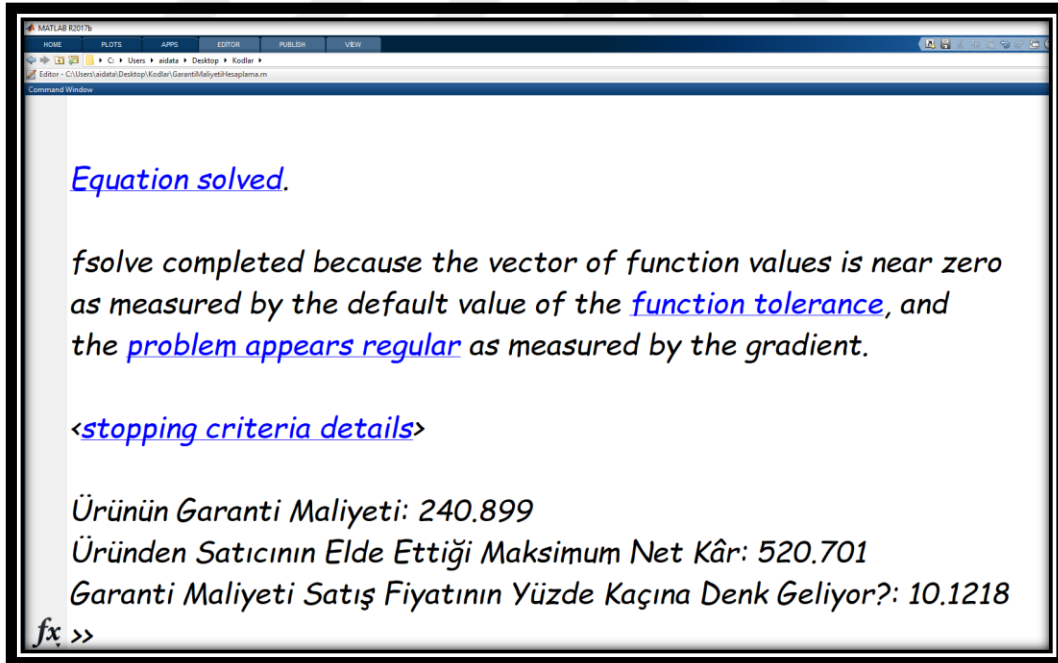 MATLAB R2017b
HOME PLOTS APPS EDITOR PUBLISH VIEW
C: Users aidata Desktop Kodlar
Editor - C:\Users\aidata\Desktop\Kodlar\GarantiMaliyetiHesaplama.m
Command Window
Equation solved.
fsolve completed because the vector of function values is near zero
as measured by the default value of the function tolerance, and
the problem appears regular as measured by the gradient.
<stopping criteria details>
Ürünün Garanti Maliyeti: 240.899
Üründen Satıcının Elde Ettiği Maksimum Net Kâr: 520.701
Garanti Maliyeti Satış Fiyatının Yüzde Kaçına Denk Geliyor?: 10.1218
fx >>